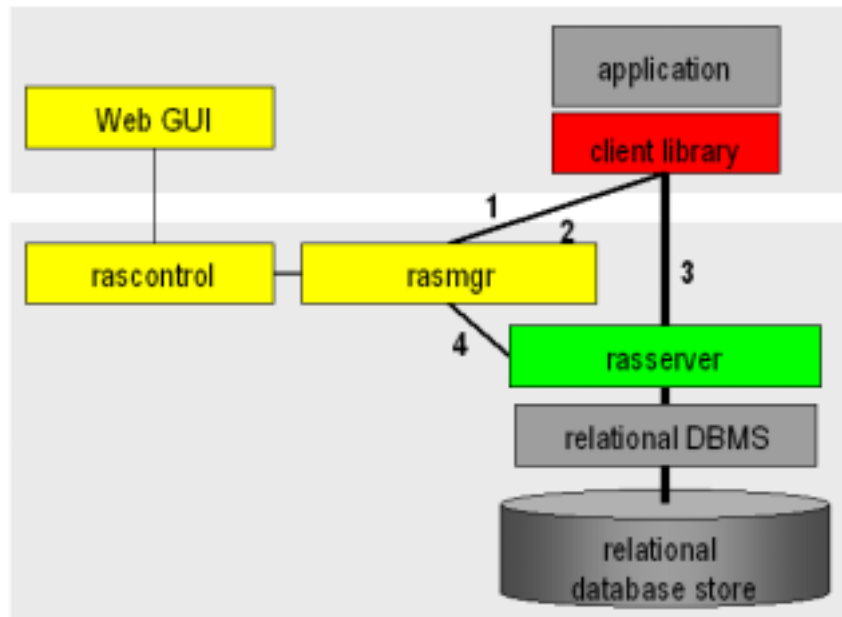 application
Web GUI
client library
1
2
rascontrol
rasmgr
3
4
rasserver
relational DBMS
relational
database store